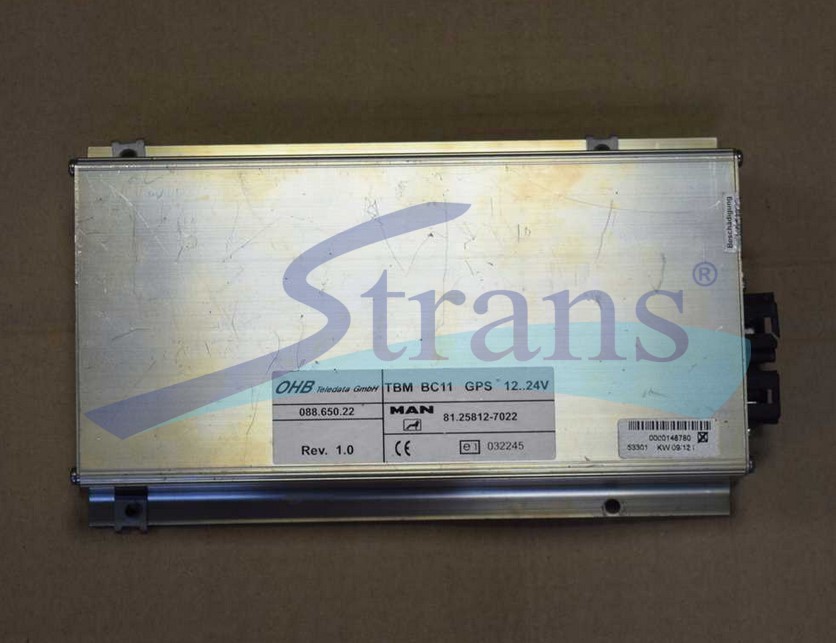 Beschädigung
Strans®
OHB Teledata GmbH TBM BC11 GPS 12..24V
088.650.22 MAN 81.25812-7022
Rev. 1.0 CE e1 032245
0000148780
53301 KW 09/12